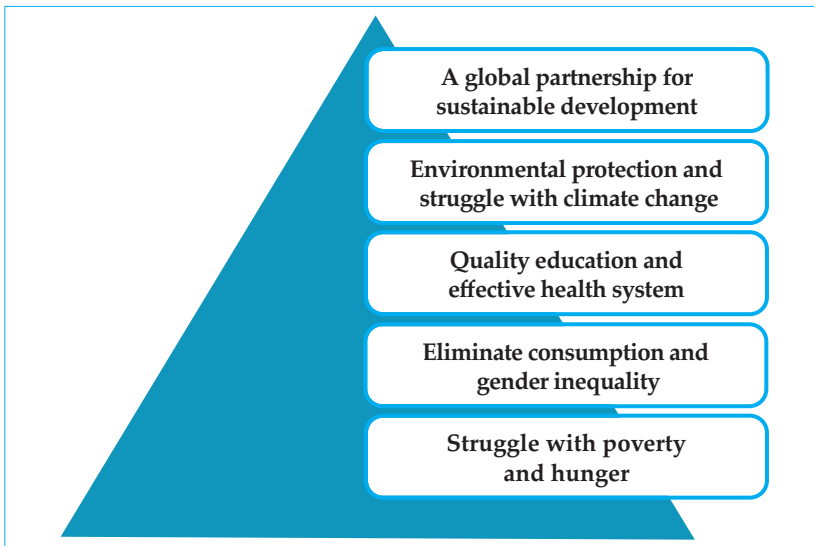 A global partnership for
sustainable development
Environmental protection and
struggle with climate change
Quality education and
effective health system
Eliminate consumption and
gender inequality
Struggle with poverty
and hunger